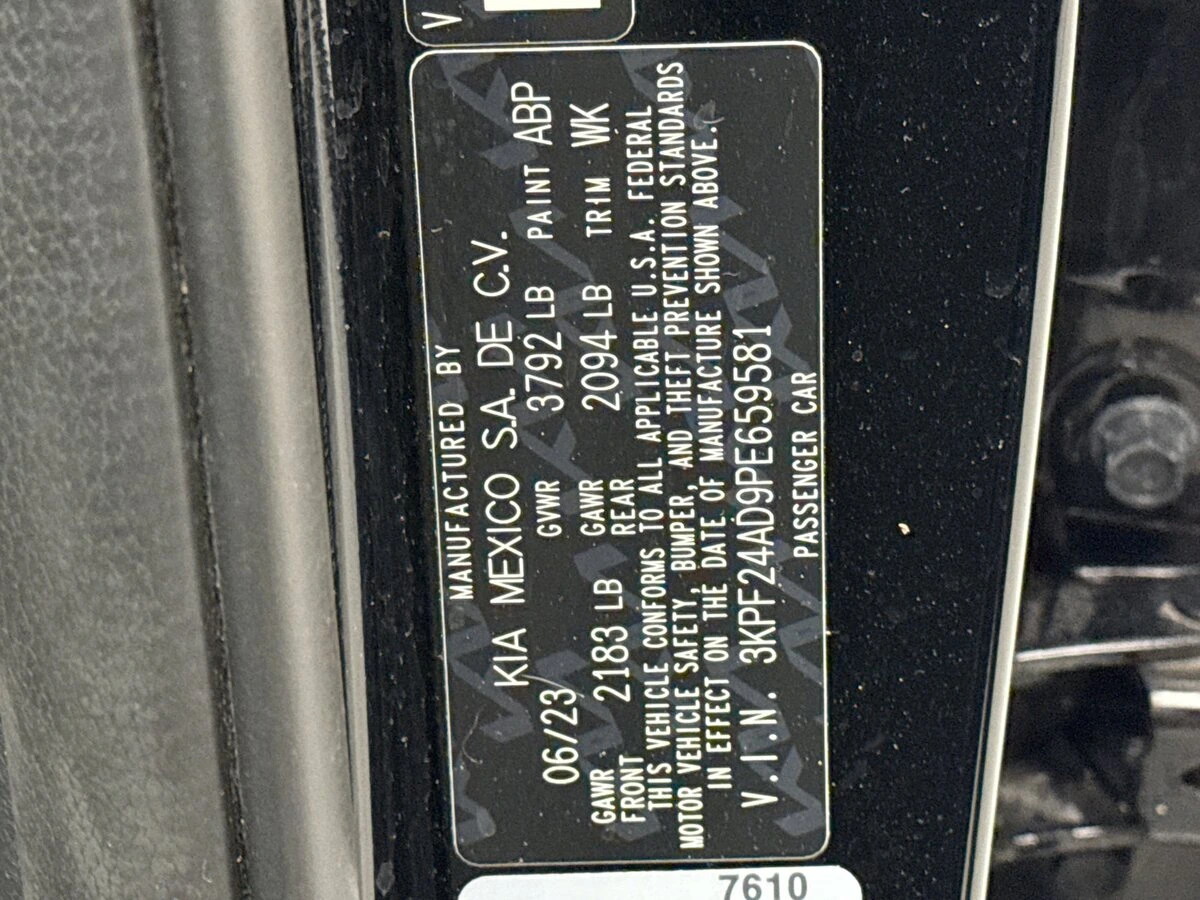 V
MANUFACTURED BY
KIA MEXICO S.A. DE C.V.
06/23 GVWR 3792 LB PAINT ABP
GAWR FRONT 2183 LB GAWR REAR 2094 LB TRIM WK
THIS VEHICLE CONFORMS TO ALL APPLICABLE U.S.A. FEDERAL
MOTOR VEHICLE SAFETY, BUMPER, AND THEFT PREVENTION STANDARDS
IN EFFECT ON THE DATE OF MANUFACTURE SHOWN ABOVE.
V.I.N. 3KPF24AD9PE659581
PASSENGER CAR
7610